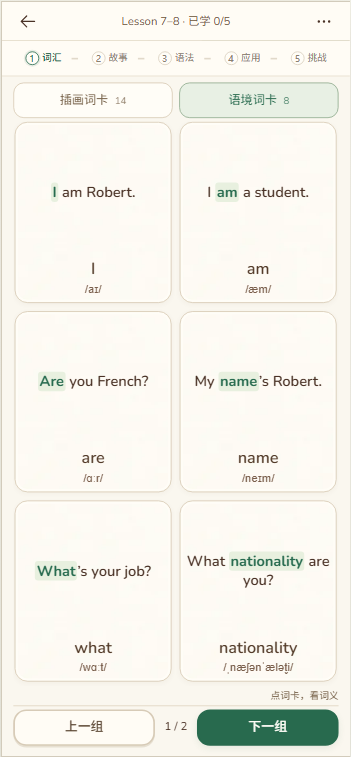 Lesson 7–8 · 已学 0/5
1 词汇 – 2 故事 – 3 语法 – 4 应用 – 5 挑战
插画词卡 14
语境词卡 8
I am Robert.
I
/aɪ/
I am a student.
am
/æm/
Are you French?
are
/ɑːr/
My name's Robert.
name
/neɪm/
What's your job?
what
/wɑːt/
What nationality are
you?
nationality
/ˌnæʃənˈælət̬i/
点词卡，看词义
上一组
1 / 2
下一组